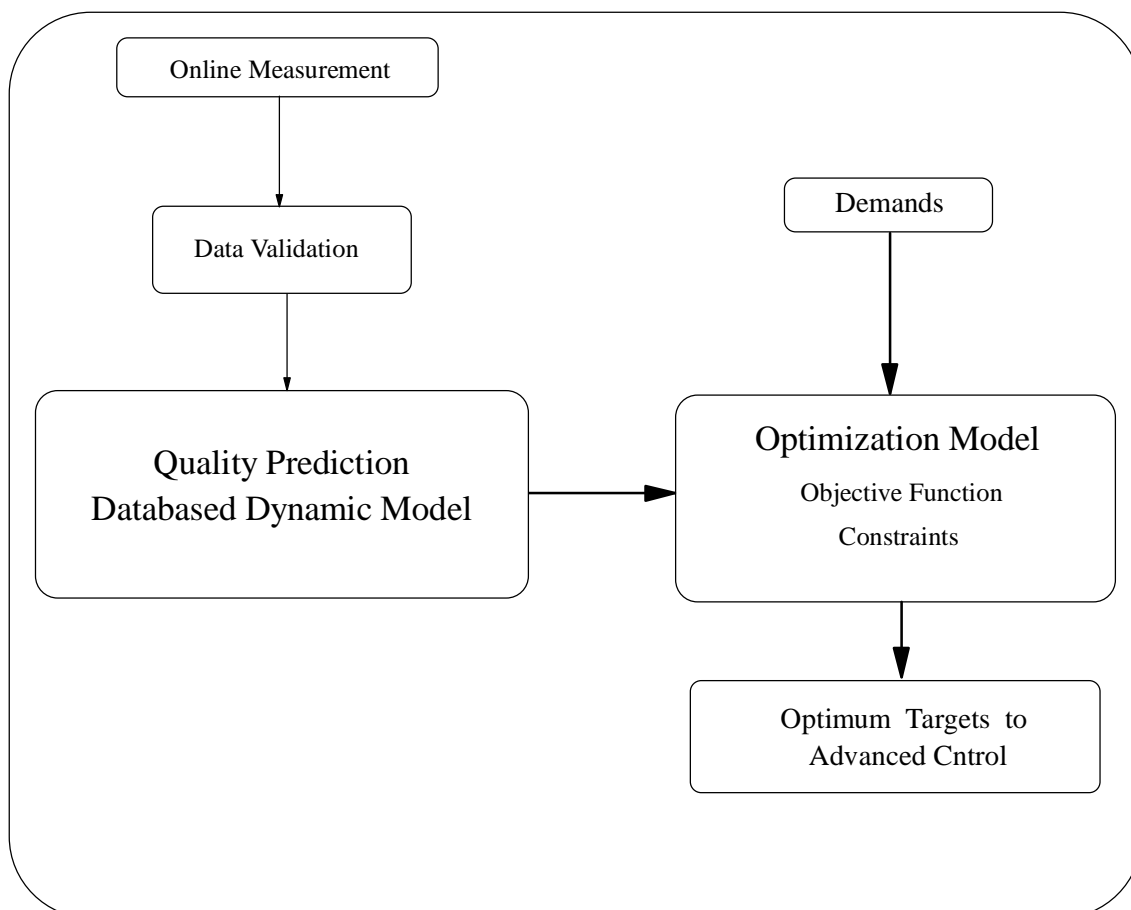 Online Measurement
Data Validation
Quality Prediction
Databased Dynamic Model
Demands
Optimization Model
Objective Function
Constraints
Optimum Targets to
Advanced Cntrol